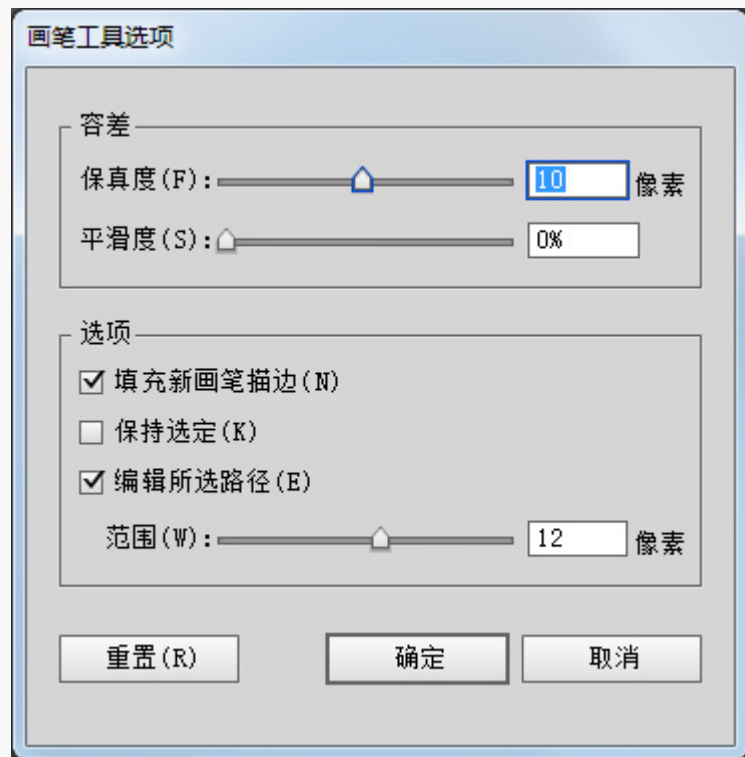 画笔工具选项
容差
保真度(F): 10 像素
平滑度(S): 0%
选项
填充新画笔描边(N)
保持选定(K)
编辑所选路径(E)
范围(W): 12 像素
重置(R) 确定 取消